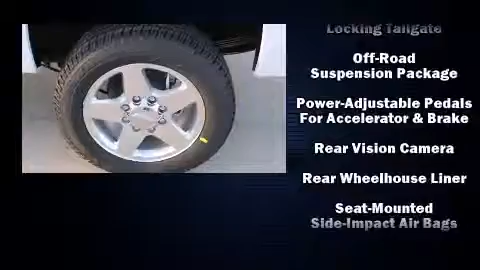 Locking Tailgate
Off-Road
Suspension Package
Power-Adjustable Pedals
For Accelerator & Brake
Rear Vision Camera
Rear Wheelhouse Liner
Seat-Mounted
Side-Impact Air Bags